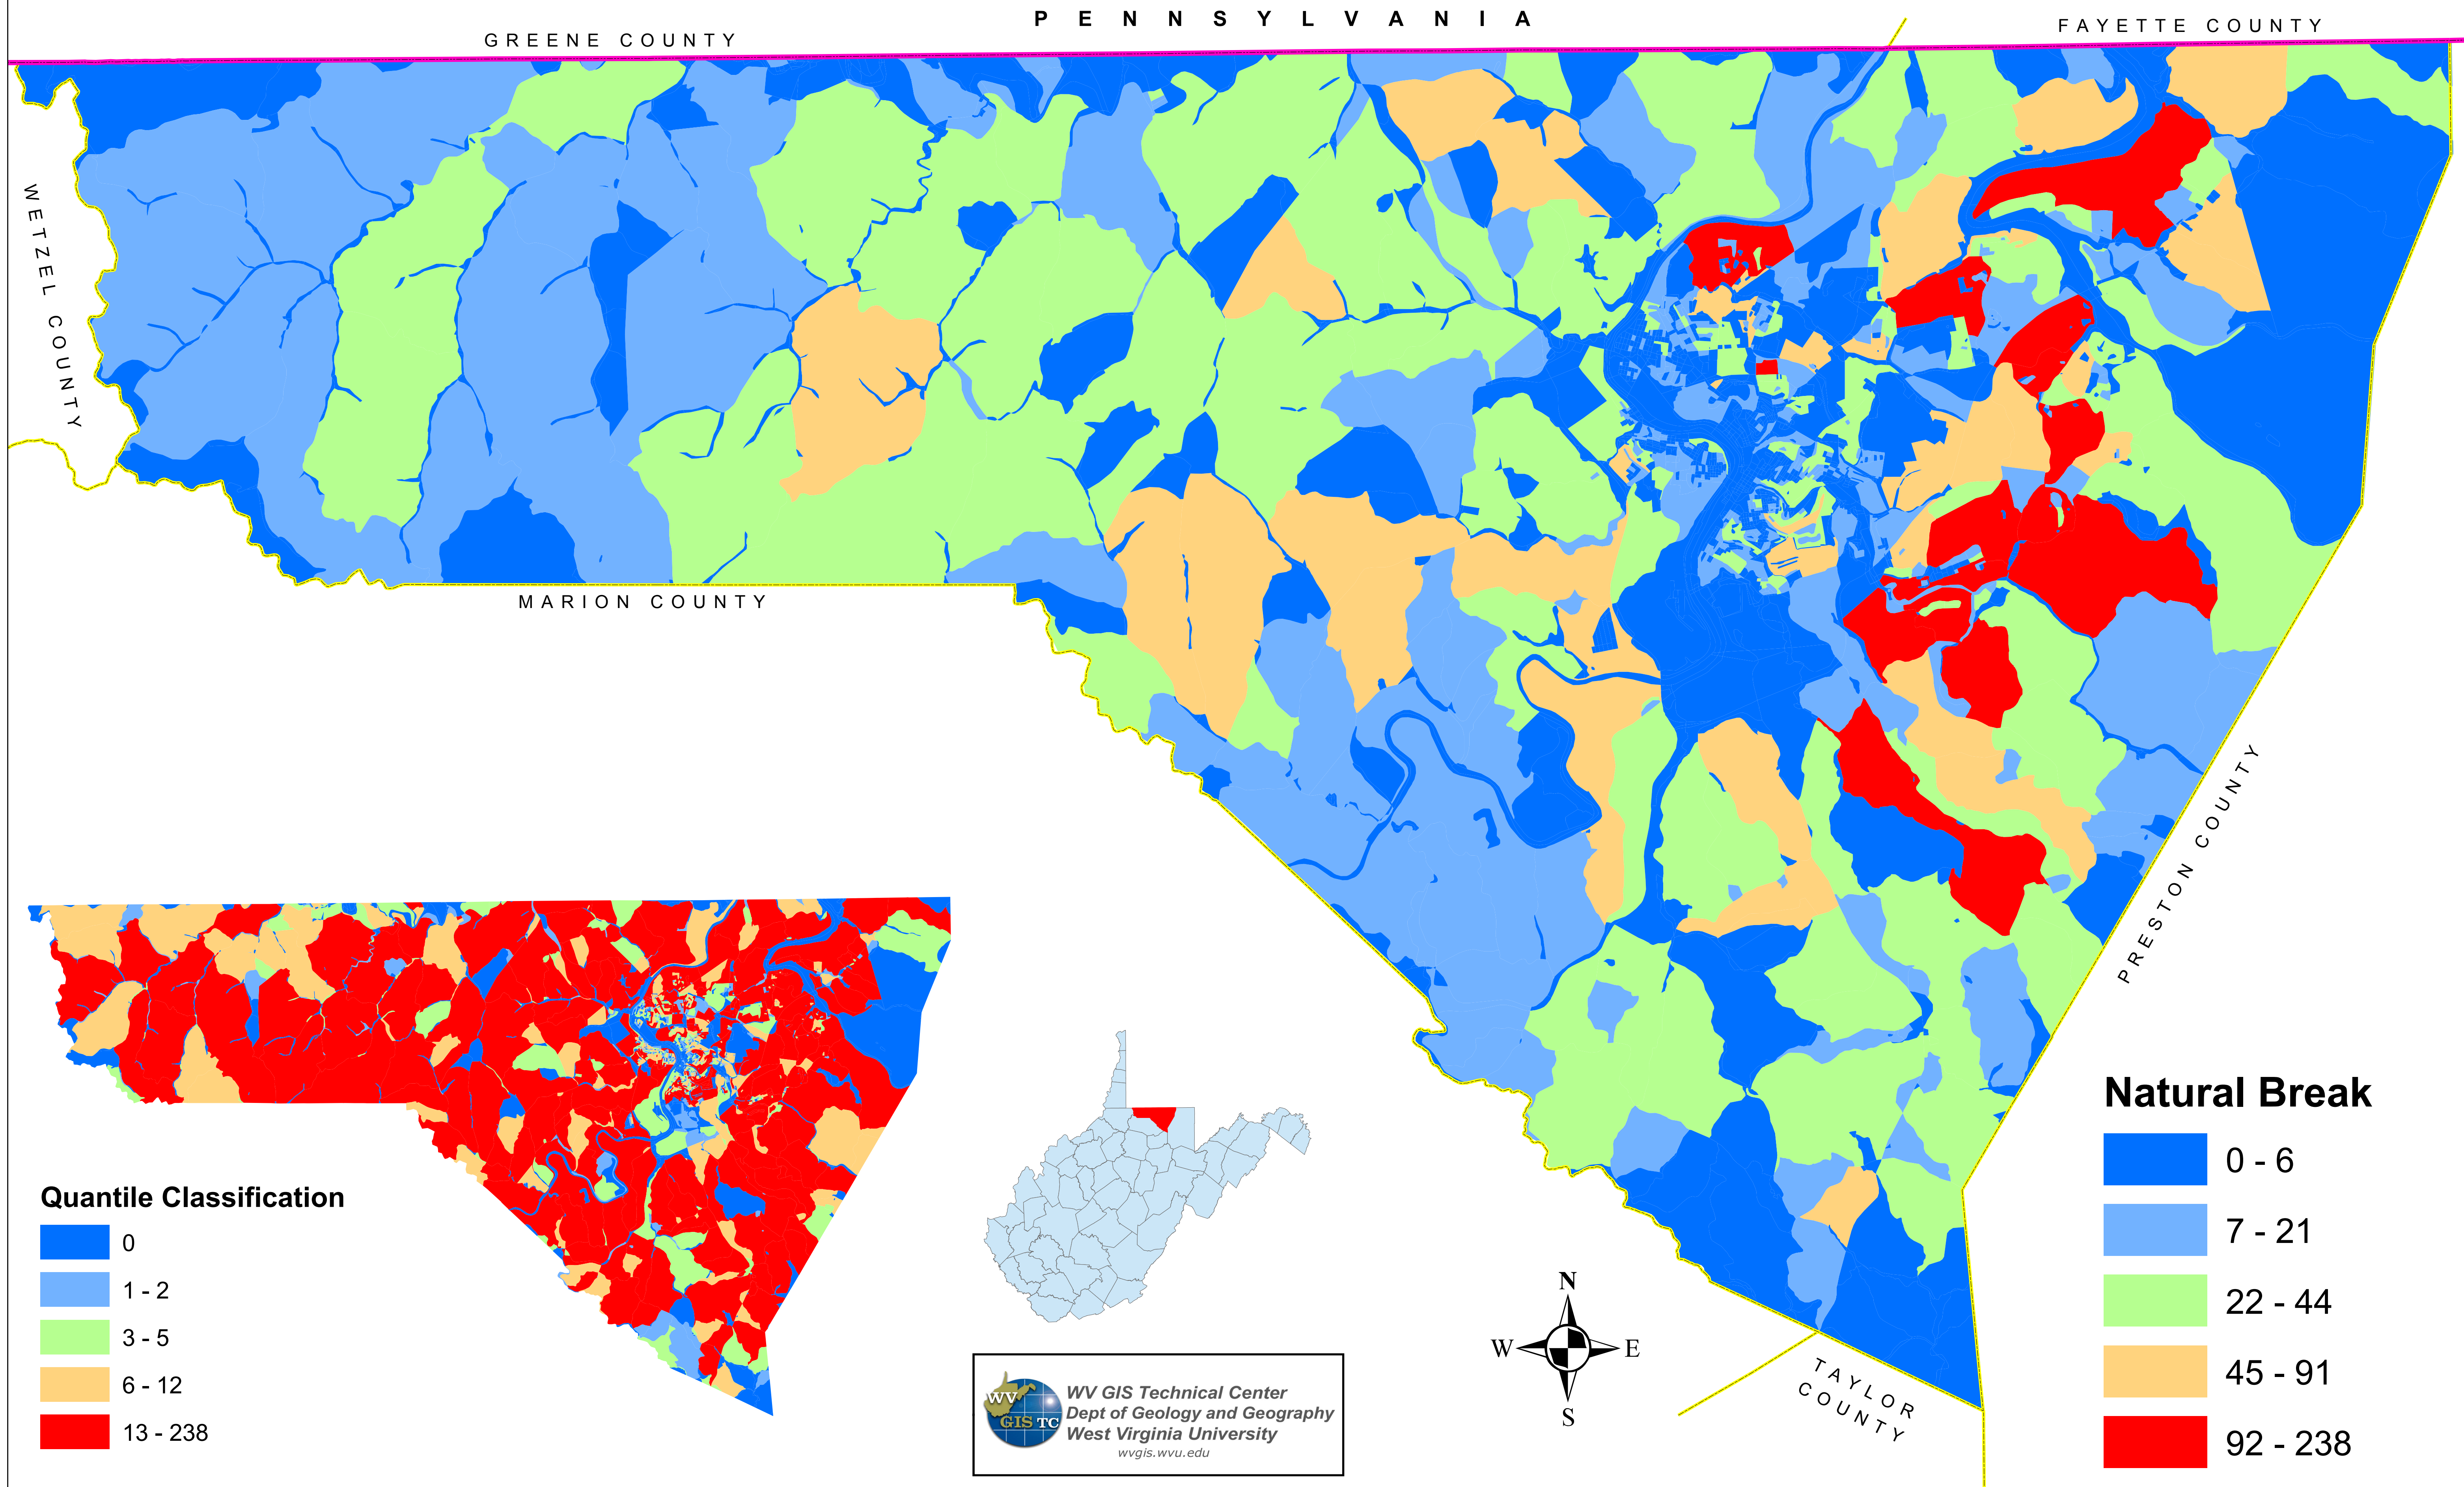 P E N N S Y L V A N I A
GREENE COUNTY
FAYETTE COUNTY
WETZEL COUNTY
MARION COUNTY
PRESTON COUNTY
TAYLOR
COUNTY
Quantile Classification
0
1 - 2
3 - 5
6 - 12
13 - 238
Natural Break
0 - 6
7 - 21
22 - 44
45 - 91
92 - 238
N
W
E
S
WV
GIS TC
WV GIS Technical Center
Dept of Geology and Geography
West Virginia University
wvgis.wvu.edu